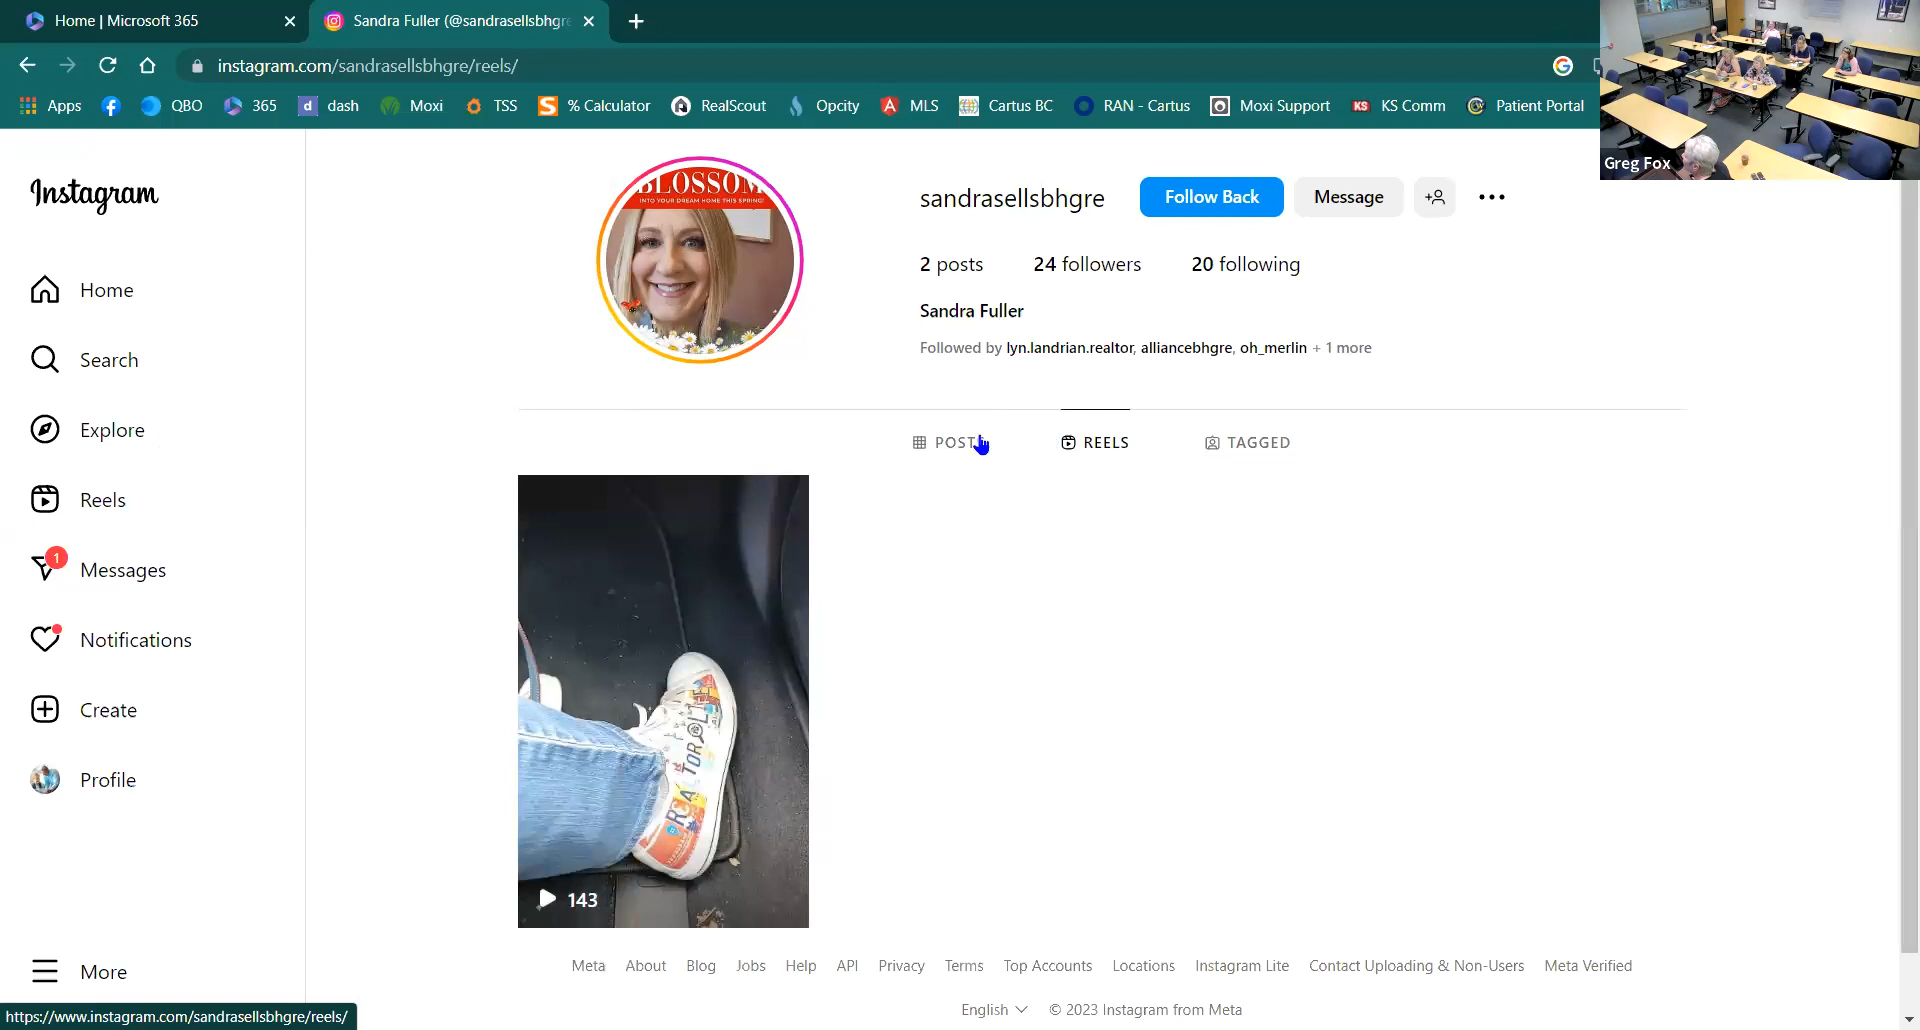 Home | Microsoft 365
Sandra Fuller (@sandrasellsbhgre
instagram.com/sandrasellsbhgre/reels/
Apps
QBO
365
dash
Moxi
TSS
% Calculator
RealScout
Opcity
MLS
Cartus BC
RAN - Cartus
Moxi Support
KS Comm
Patient Portal
Greg Fox
Instagram
Home
Search
Explore
Reels
1
Messages
Notifications
Create
Profile
More
BLOSSOM
INTO YOUR DREAM HOME THIS SPRING!
sandrasellsbhgre
Follow Back
Message
2 posts
24 followers
20 following
Sandra Fuller
Followed by lyn.landrian.realtor, alliancebhgre, oh_merlin + 1 more
POSTS
REELS
TAGGED
143
Meta
About
Blog
Jobs
Help
API
Privacy
Terms
Top Accounts
Locations
Instagram Lite
Contact Uploading & Non-Users
Meta Verified
English
© 2023 Instagram from Meta
https://www.instagram.com/sandrasellsbhgre/reels/